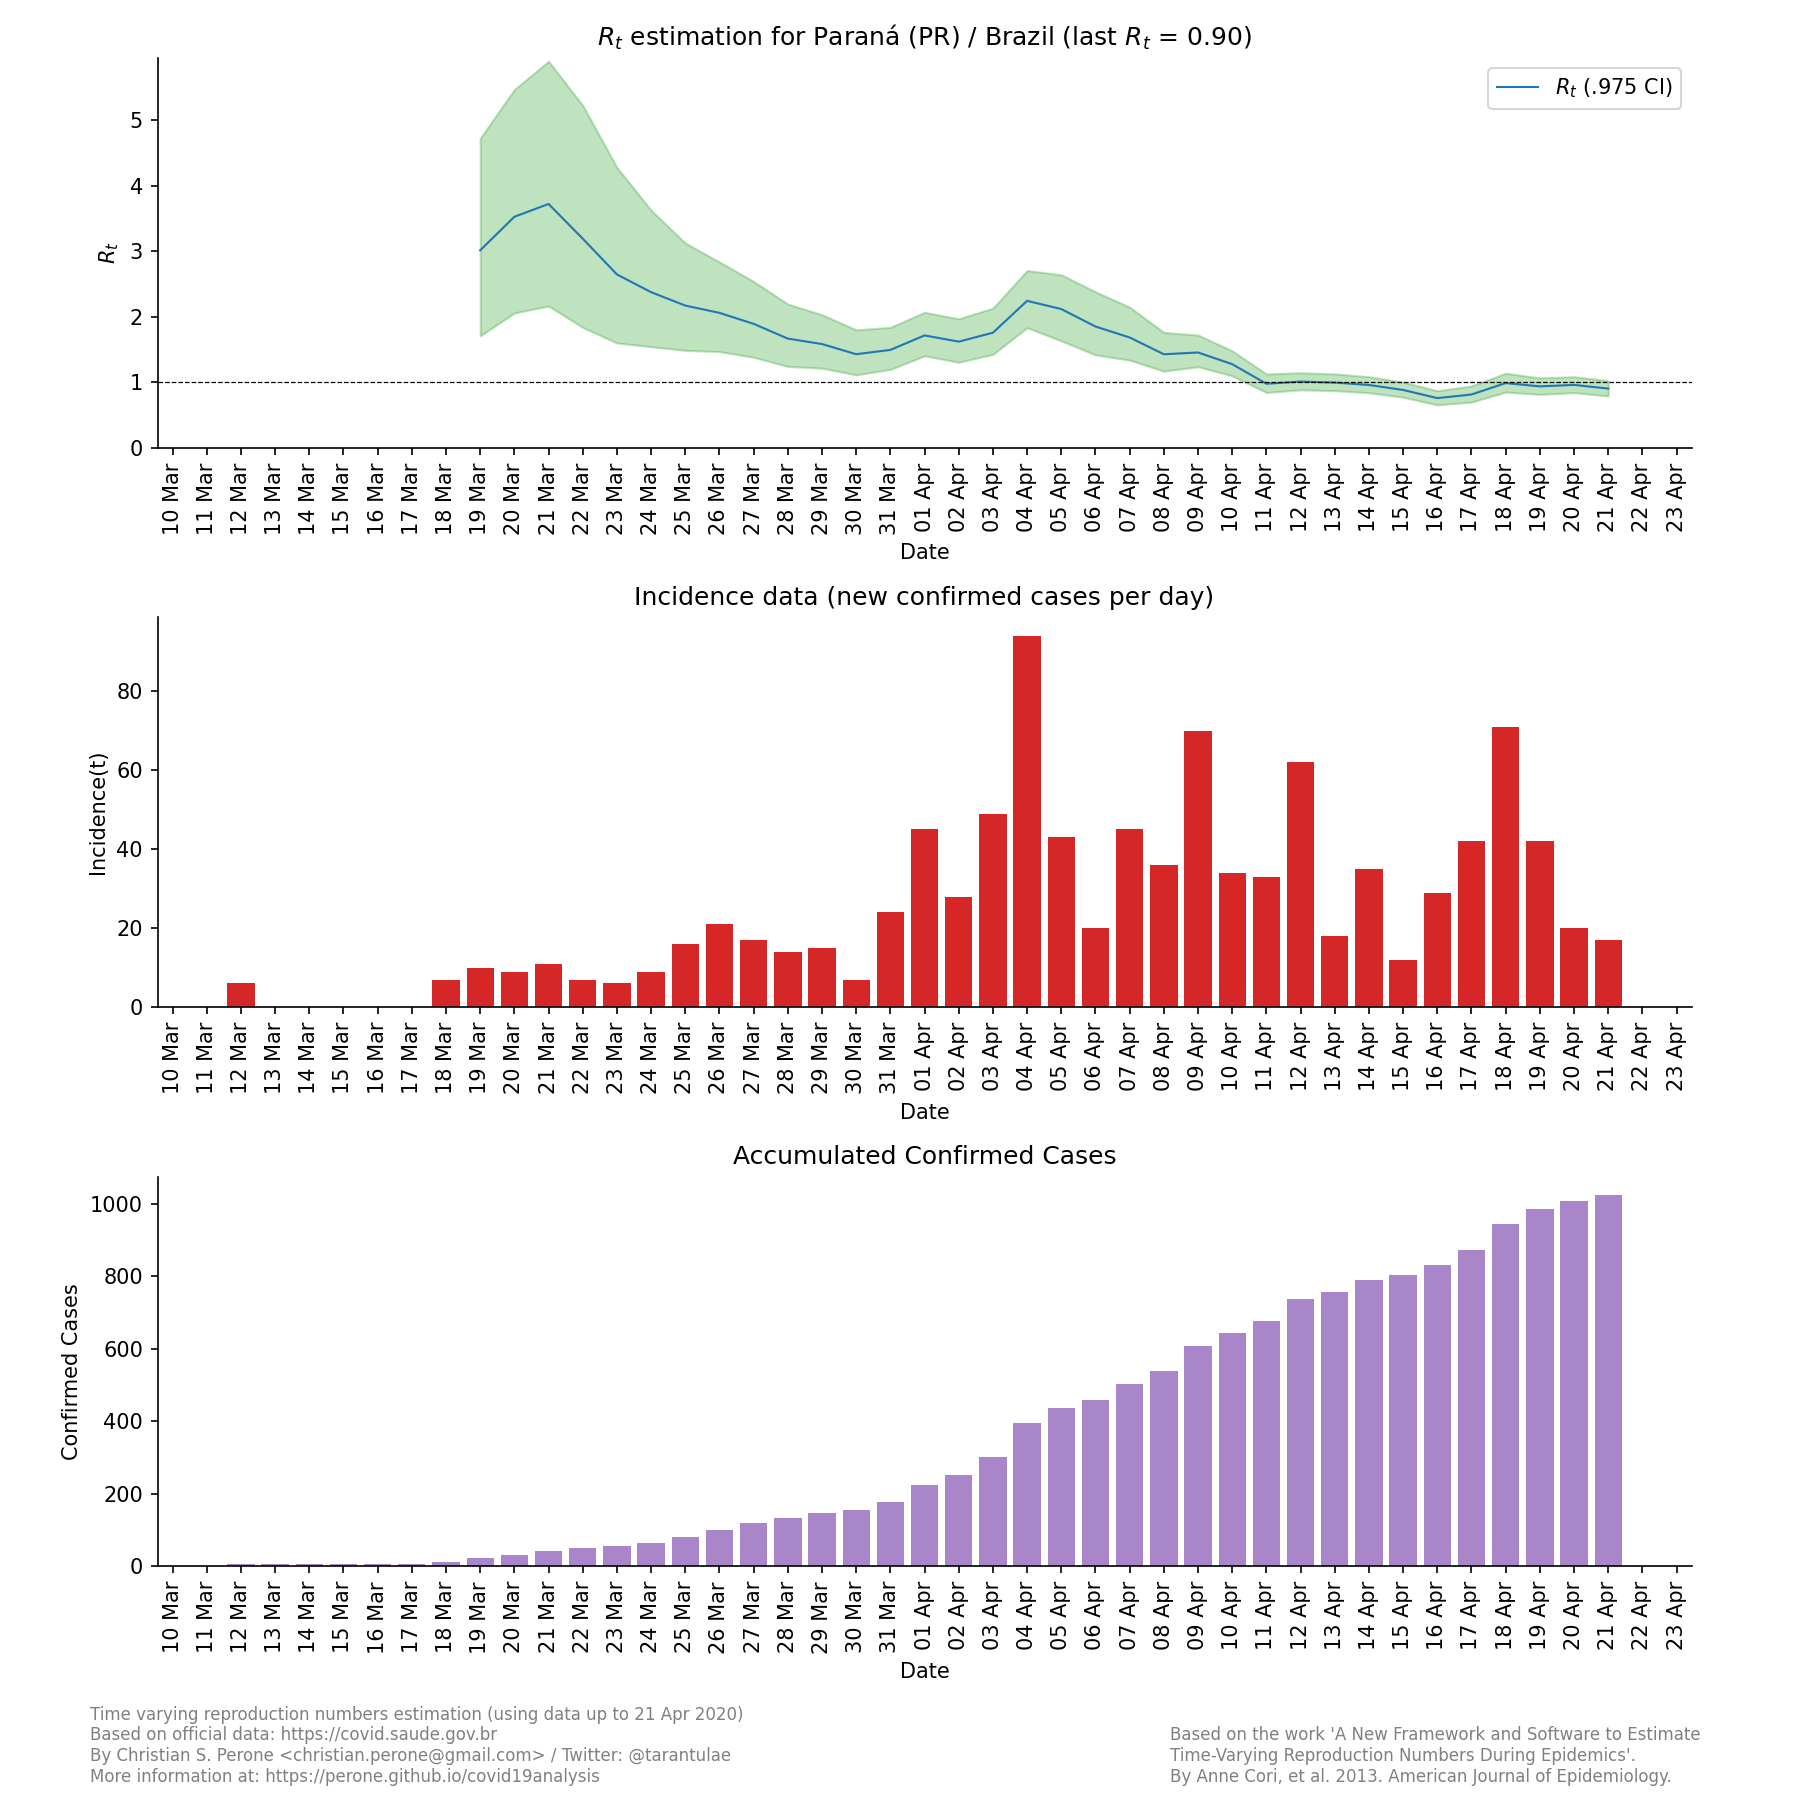 Rt estimation for Paraná (PR) / Brazil (last Rt = 0.90)
Rt (.975 CI)
5
4
3
2
1
0
Rt
10 Mar 11 Mar 12 Mar 13 Mar 14 Mar 15 Mar 16 Mar 17 Mar 18 Mar 19 Mar 20 Mar 21 Mar 22 Mar 23 Mar 24 Mar 25 Mar 26 Mar 27 Mar 28 Mar 29 Mar 30 Mar 31 Mar 01 Apr 02 Apr 03 Apr 04 Apr 05 Apr 06 Apr 07 Apr 08 Apr 09 Apr 10 Apr 11 Apr 12 Apr 13 Apr 14 Apr 15 Apr 16 Apr 17 Apr 18 Apr 19 Apr 20 Apr 21 Apr 22 Apr 23 Apr
Date
Incidence data (new confirmed cases per day)
80
60
40
20
0
Incidence(t)
10 Mar 11 Mar 12 Mar 13 Mar 14 Mar 15 Mar 16 Mar 17 Mar 18 Mar 19 Mar 20 Mar 21 Mar 22 Mar 23 Mar 24 Mar 25 Mar 26 Mar 27 Mar 28 Mar 29 Mar 30 Mar 31 Mar 01 Apr 02 Apr 03 Apr 04 Apr 05 Apr 06 Apr 07 Apr 08 Apr 09 Apr 10 Apr 11 Apr 12 Apr 13 Apr 14 Apr 15 Apr 16 Apr 17 Apr 18 Apr 19 Apr 20 Apr 21 Apr 22 Apr 23 Apr
Date
Accumulated Confirmed Cases
1000
800
600
400
200
0
Confirmed Cases
10 Mar 11 Mar 12 Mar 13 Mar 14 Mar 15 Mar 16 Mar 17 Mar 18 Mar 19 Mar 20 Mar 21 Mar 22 Mar 23 Mar 24 Mar 25 Mar 26 Mar 27 Mar 28 Mar 29 Mar 30 Mar 31 Mar 01 Apr 02 Apr 03 Apr 04 Apr 05 Apr 06 Apr 07 Apr 08 Apr 09 Apr 10 Apr 11 Apr 12 Apr 13 Apr 14 Apr 15 Apr 16 Apr 17 Apr 18 Apr 19 Apr 20 Apr 21 Apr 22 Apr 23 Apr
Date
Time varying reproduction numbers estimation (using data up to 21 Apr 2020)
Based on official data: https://covid.saude.gov.br
By Christian S. Perone <christian.perone@gmail.com> / Twitter: @tarantulae
More information at: https://perone.github.io/covid19analysis
Based on the work 'A New Framework and Software to Estimate
Time-Varying Reproduction Numbers During Epidemics'.
By Anne Cori, et al. 2013. American Journal of Epidemiology.